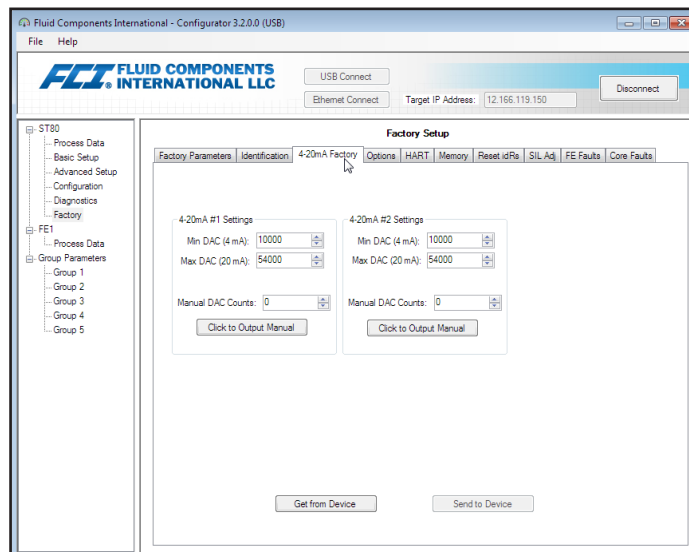 Fluid Components International - Configurator 3.2.0.0 (USB)
File Help
FCI. FLUID COMPONENTS
INTERNATIONAL LLC
USB Connect
Ethernet Connect
Target IP Address: 12.166.119.150
Disconnect
ST80
Process Data
Basic Setup
Advanced Setup
Configuration
Diagnostics
Factory
FE1
Process Data
Group Parameters
Group 1
Group 2
Group 3
Group 4
Group 5
Factory Setup
Factory Parameters Identification 4-20mA Factory Options HART Memory Reset idRs SIL Adj FE Faults Core Faults
4-20mA #1 Settings
Min DAC (4 mA): 10000
Max DAC (20 mA): 54000
Manual DAC Counts: 0
Click to Output Manual
4-20mA #2 Settings
Min DAC (4 mA): 10000
Max DAC (20 mA): 54000
Manual DAC Counts: 0
Click to Output Manual
Get from Device
Send to Device